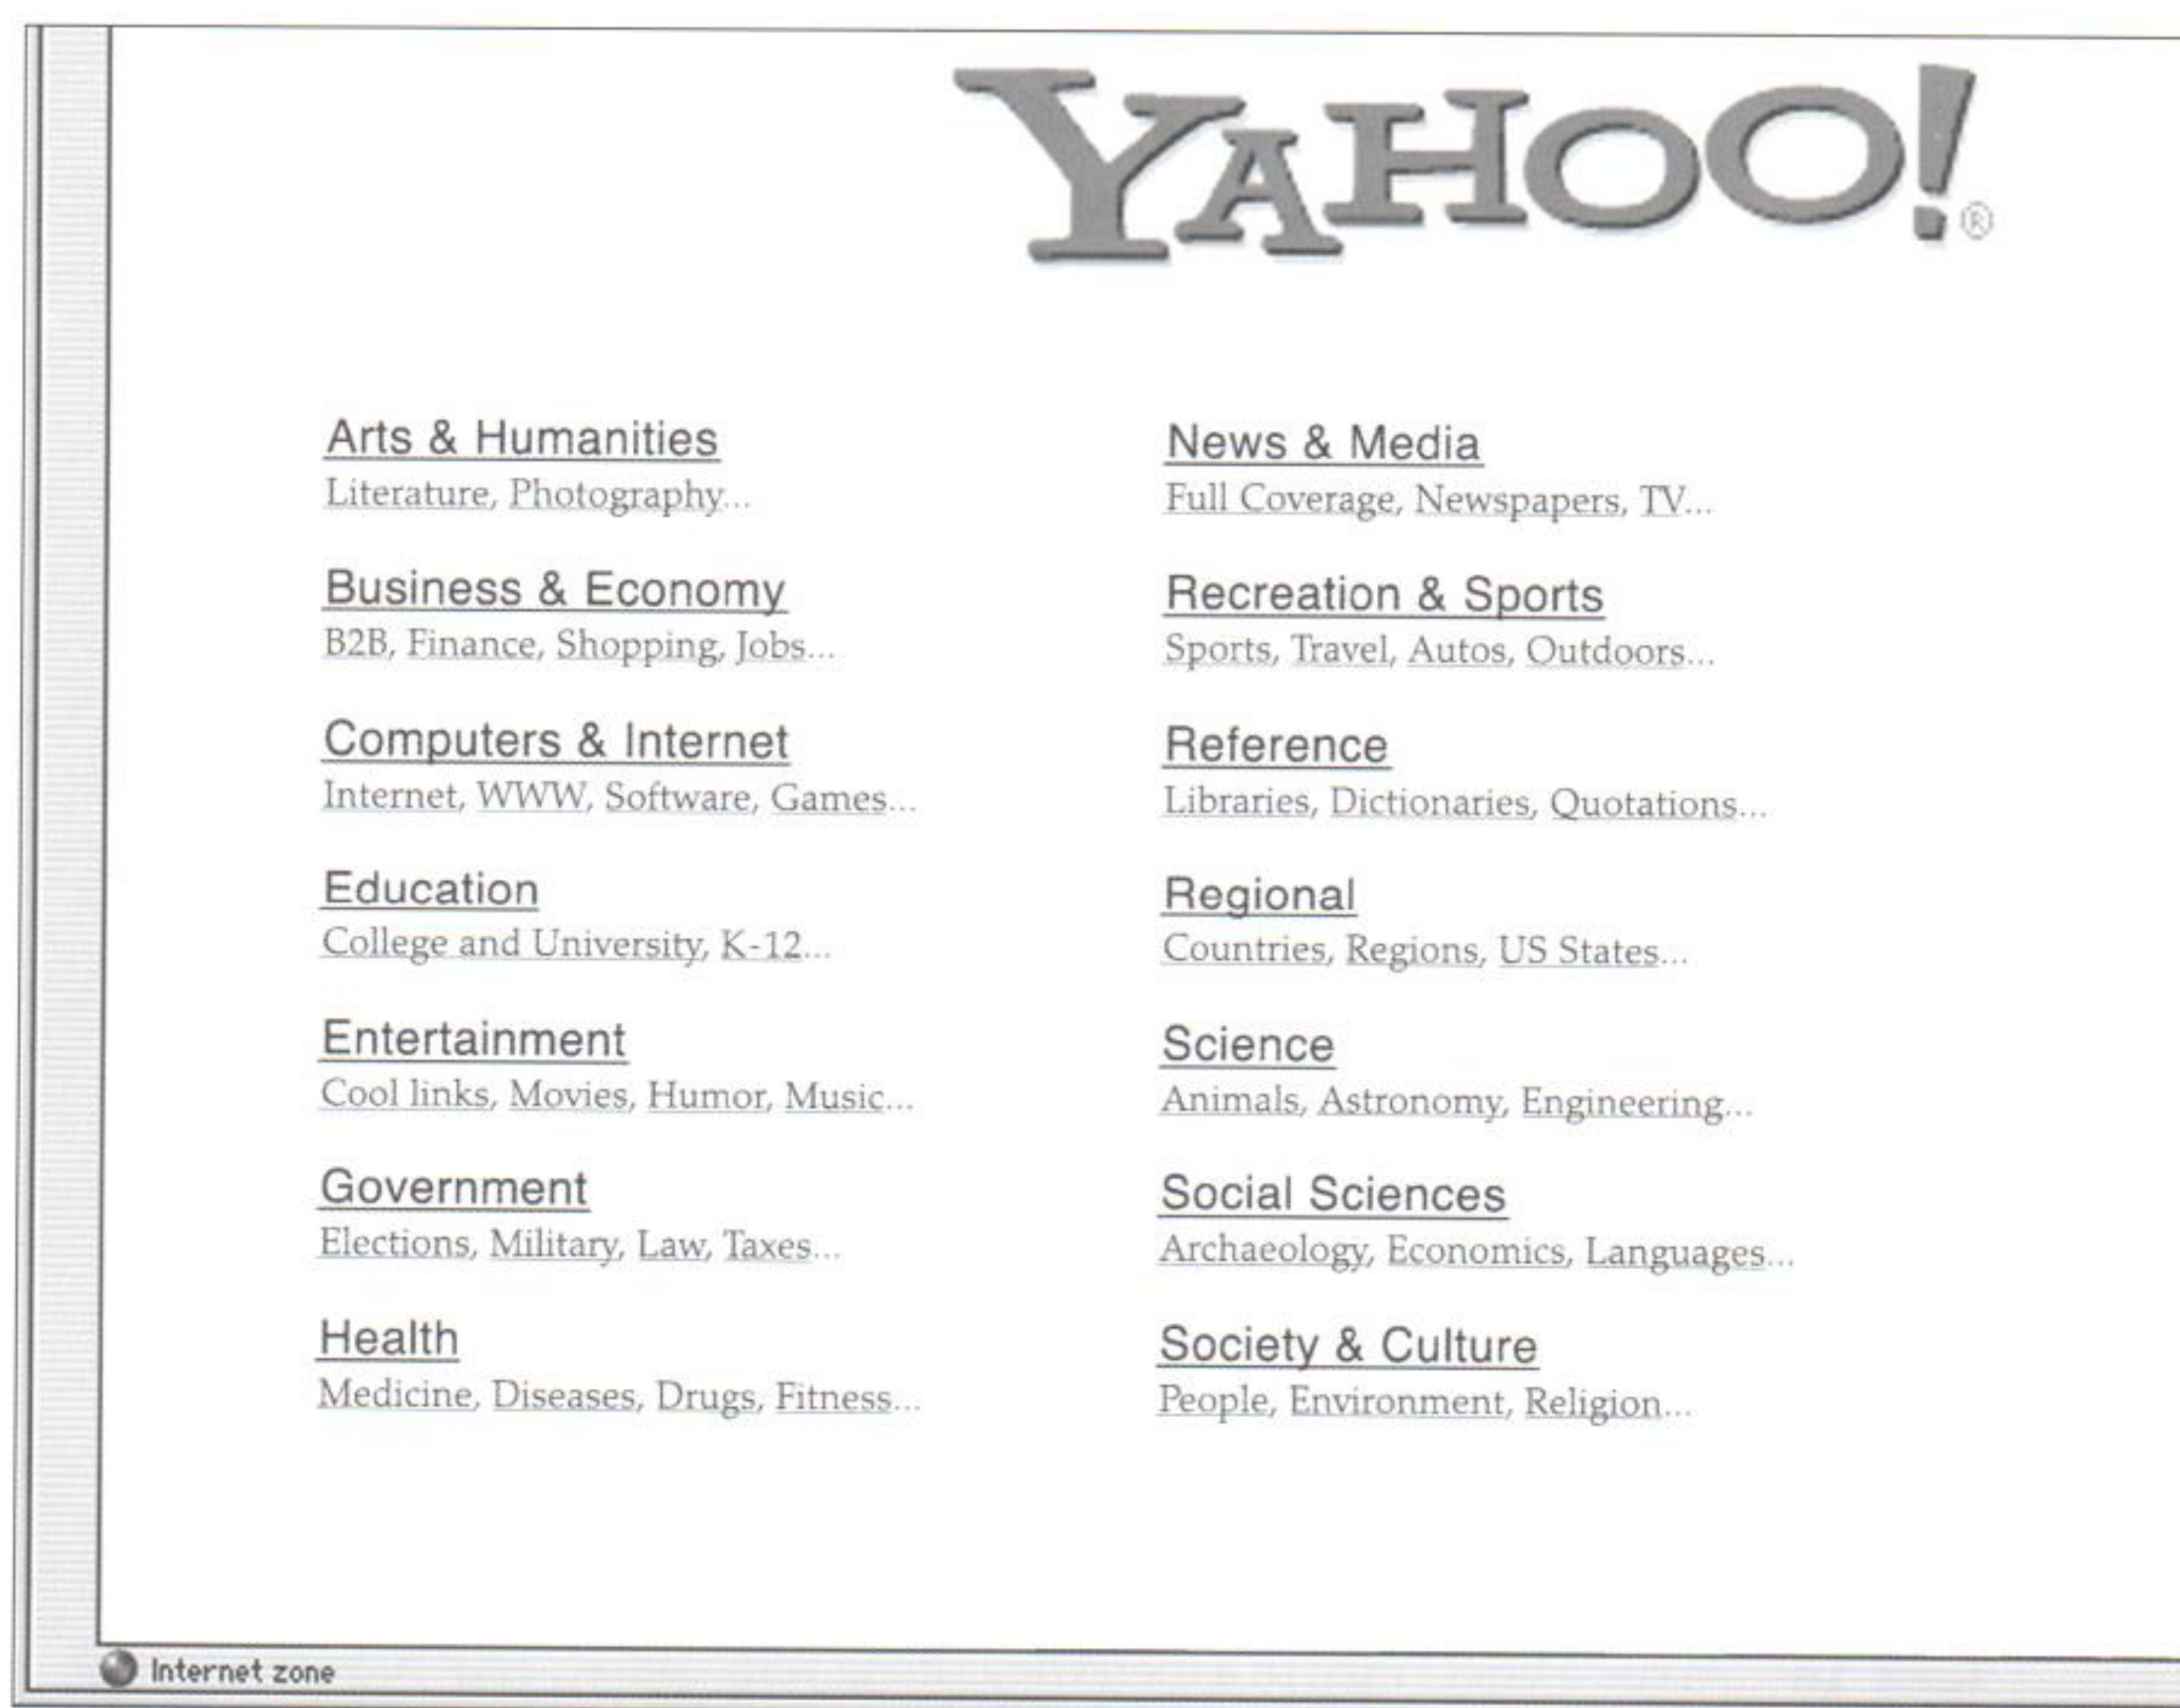 YAHOO!®
Arts & Humanities
Literature, Photography...
Business & Economy
B2B, Finance, Shopping, Jobs...
Computers & Internet
Internet, WWW, Software, Games...
Education
College and University, K-12...
Entertainment
Cool links, Movies, Humor, Music...
Government
Elections, Military, Law, Taxes...
Health
Medicine, Diseases, Drugs, Fitness...
News & Media
Full Coverage, Newspapers, TV...
Recreation & Sports
Sports, Travel, Autos, Outdoors...
Reference
Libraries, Dictionaries, Quotations...
Regional
Countries, Regions, US States...
Science
Animals, Astronomy, Engineering...
Social Sciences
Archaeology, Economics, Languages...
Society & Culture
People, Environment, Religion...
Internet zone